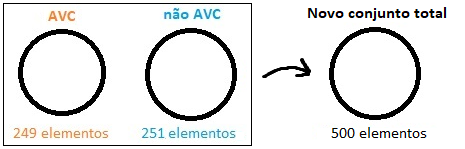 AVC
não AVC
Novo conjunto total
249 elementos
251 elementos
500 elementos